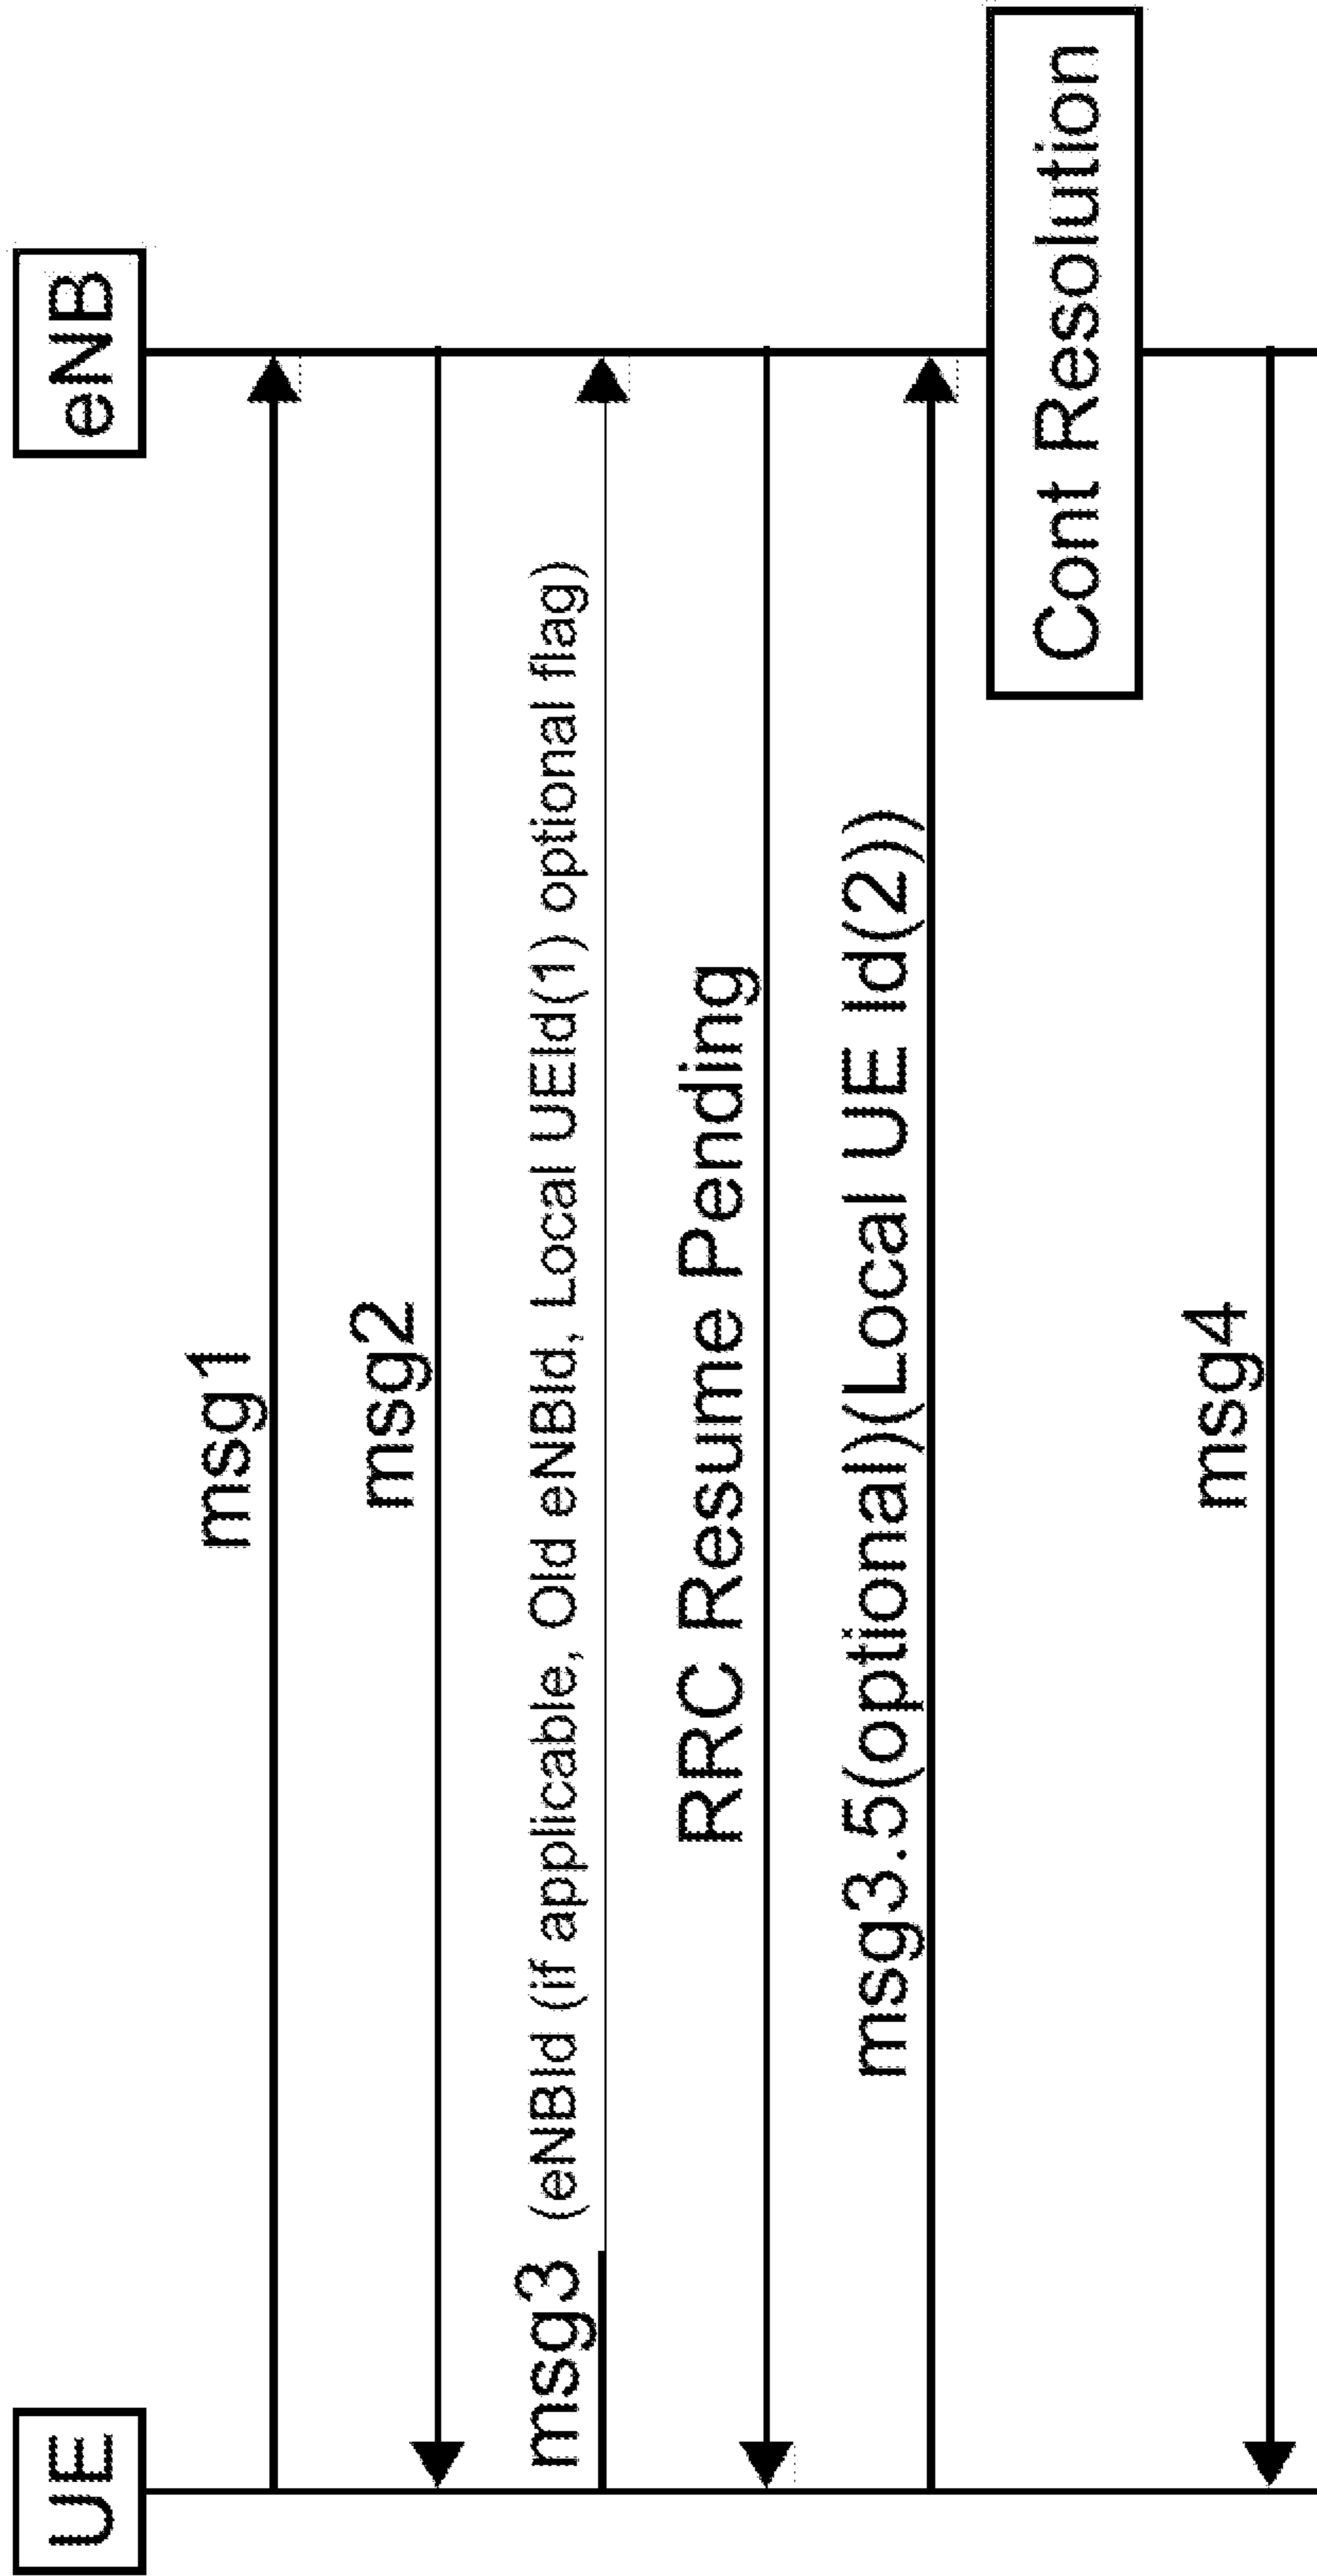 UE
eNB
msg1
msg2
msg3 (eNBId (if applicable, Old eNBId, Local UEId(1) optional flag)
RRC Resume Pending
msg3.5(optional)(Local UE Id(2))
Cont Resolution
msg4